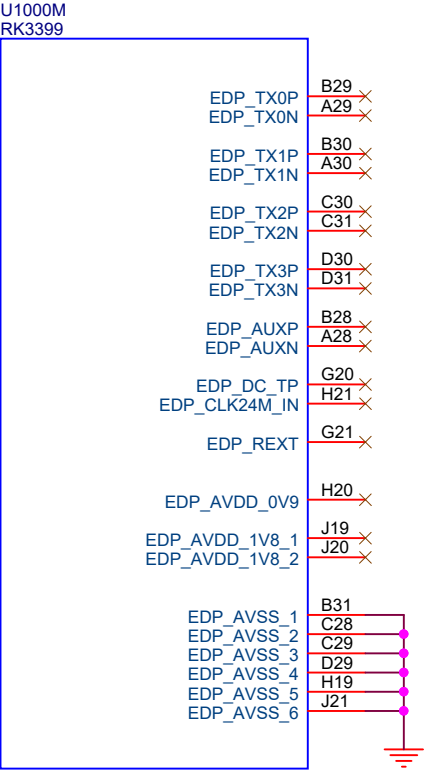 U1000M
RK3399
EDP_TX0P B29
EDP_TX0N A29
EDP_TX1P B30
EDP_TX1N A30
EDP_TX2P C30
EDP_TX2N C31
EDP_TX3P D30
EDP_TX3N D31
EDP_AUXP B28
EDP_AUXN A28
EDP_DC_TP G20
EDP_CLK24M_IN H21
EDP_REXT G21
EDP_AVDD_0V9 H20
EDP_AVDD_1V8_1 J19
EDP_AVDD_1V8_2 J20
EDP_AVSS_1 B31
EDP_AVSS_2 C28
EDP_AVSS_3 C29
EDP_AVSS_4 D29
EDP_AVSS_5 H19
EDP_AVSS_6 J21